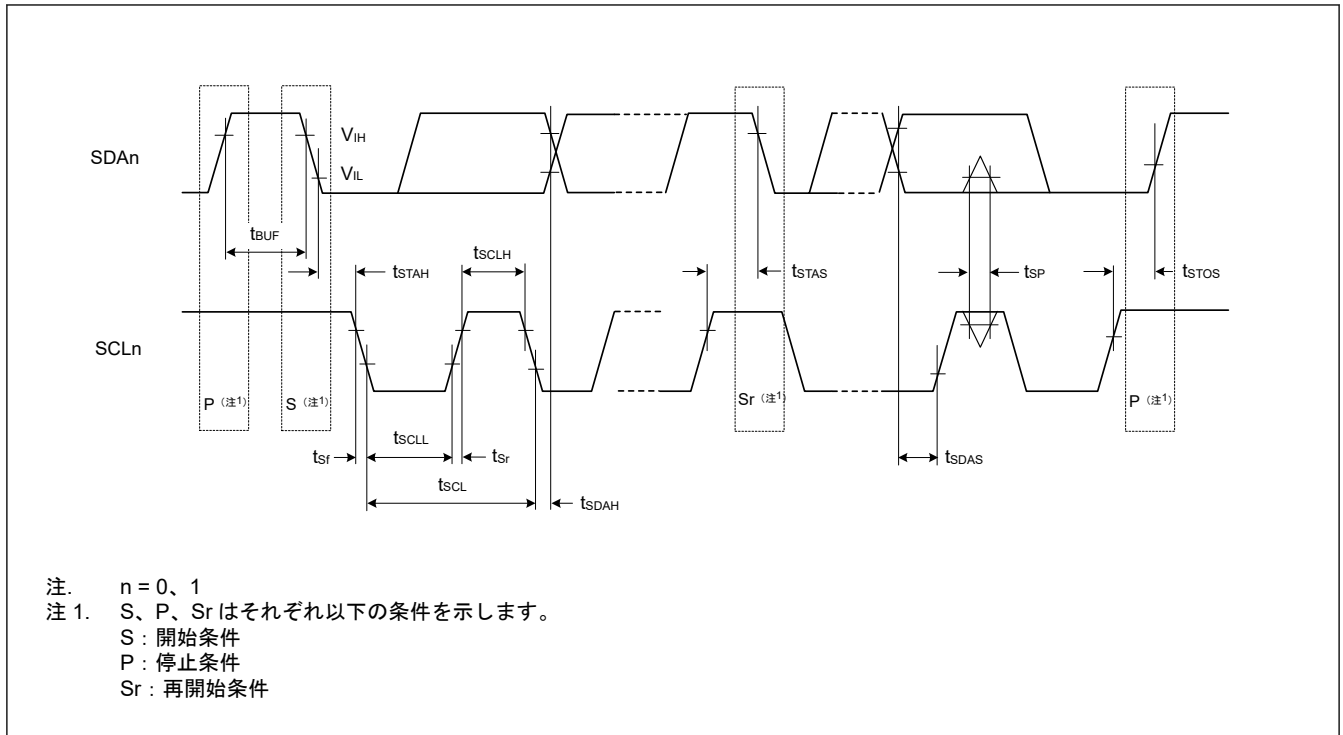 SDAn
VIH
VIL
tBUF
tSTAH
tSCLH
tSTAS
tSP
tSTOS
SCLn
P（注1）
S（注1）
Sr（注1）
P（注1）
tSf
tSCLL
tSr
tSCL
tSDAH
tSDAS
注. n = 0、1
注 1. S、P、Sr はそれぞれ以下の条件を示します。
S：開始条件
P：停止条件
Sr：再開始条件